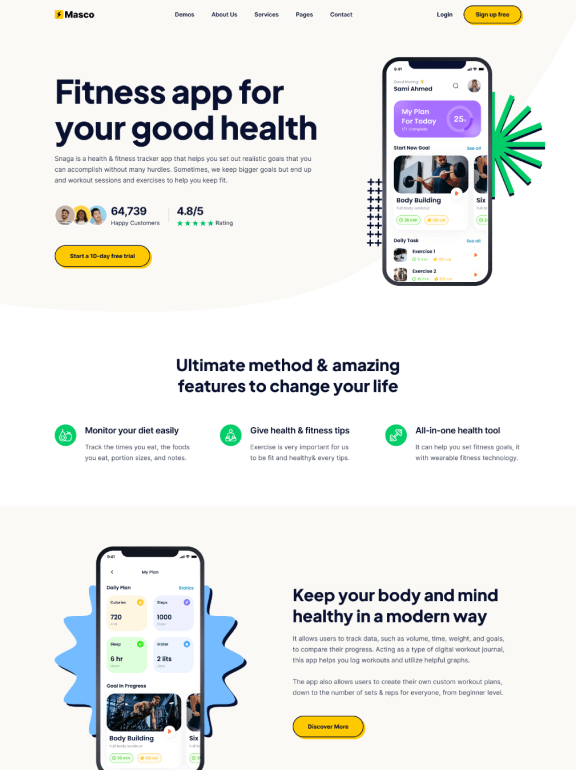 Masco
Demos About Us Services Pages Contact
Login Sign up free
Fitness app for
your good health
Snaga is a health & fitness tracker app that helps you set out realistic goals that you
can accomplish without many hurdles. Sometimes, we keep bigger goals but end up
and workout sessions and exercises to help you keep fit.
64,739
Happy Customers
4.8/5
Rating
Start a 10-day free trial
9:41
Good Morning
Sami Ahmed
My Plan
For Today
25%
Start New Goal See all
Body Building
Full body workout
Six
Daily Task See all
Exercise 1
Exercise 2
Ultimate method & amazing
features to change your life
Monitor your diet easily
Track the times you eat, the foods
you eat, portion sizes, and notes.
Give health & fitness tips
Exercise is very important for us
to be fit and healthy& every tips.
All-in-one health tool
It can help you set fitness goals, it
with wearable fitness technology.
9:41
My Plan
Daily Plan Statics
Calories
720
Steps
1000
Sleep
6 hr
Water
2 lits
Goal In Progress
Body Building
Full body workout
Six
Keep your body and mind
healthy in a modern way
It allows users to track data, such as volume, time, weight, and goals,
to compare their progress. Acting as a type of digital workout journal,
this app helps you log workouts and utilize helpful graphs.
The app also allows users to create their own custom workout plans,
down to the number of sets & reps for everyone, from beginner level.
Discover More